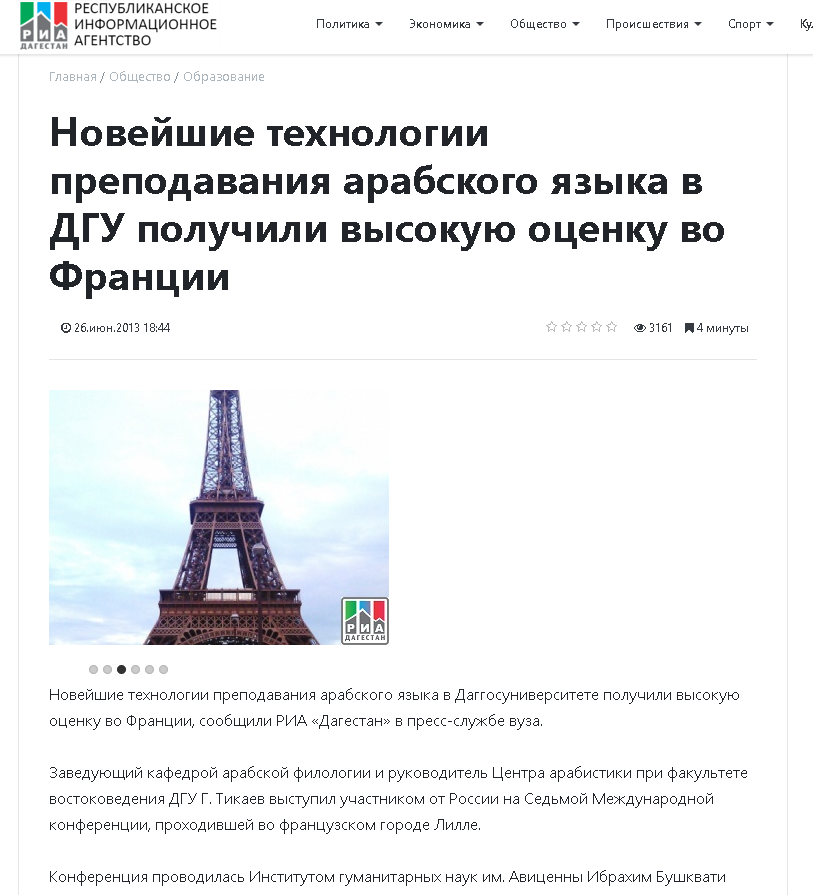 РЕСПУБЛИКАНСКОЕ
ИНФОРМАЦИОННОЕ
АГЕНТСТВО
РИА
ДАГЕСТАН
Политика
Экономика
Общество
Происшествия
Спорт
Главная / Общество / Образование
Новейшие технологии
преподавания арабского языка в
ДГУ получили высокую оценку во
Франции
26.июн.2013 18:44
3161
4 минуты
РИА
ДАГЕСТАН
Новейшие технологии преподавания арабского языка в Даггосуниверситете получили высокую
оценку во Франции, сообщили РИА «Дагестан» в пресс-службе вуза.
Заведующий кафедрой арабской филологии и руководитель Центра арабистики при факультете
востоковедения ДГУ Г. Тикаев выступил участником от России на Седьмой Международной
конференции, проходившей во французском городе Лилле.
Конференция проводилась Институтом гуманитарных наук им. Авиценны Ибрахим Бушквати